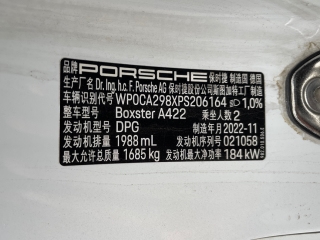 品牌 PORSCHE 保时捷 制造国 德国
生产厂名 Dr. Ing. h.c. F. Porsche AG 保时捷股份公司斯图加特工厂制造
车辆识别代号 WP0CA298XPS206164 1,0%
整车型号 Boxster A422 乘坐人数 2
发动机型号 DPG 制造年月 2022-11
发动机排量 1988 mL 发动机号 021058
最大允许总质量 1685 kg 发动机最大净功率 184 kW